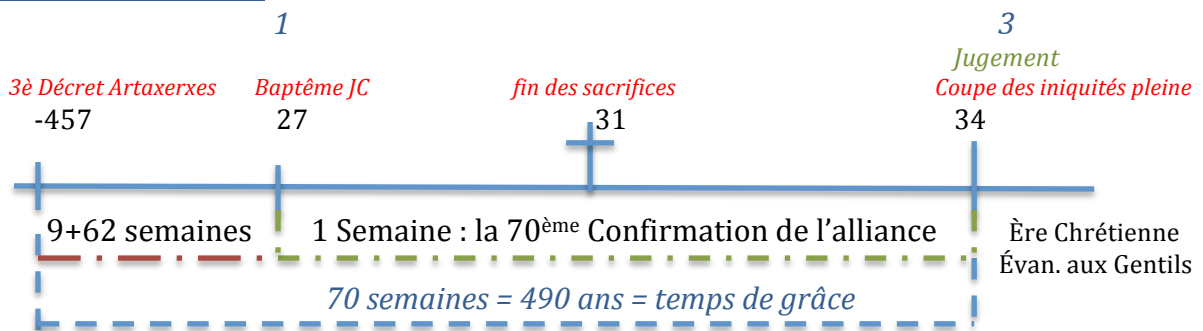 1 3
Jugement
3è Décret Artaxerxes Baptême JC fin des sacrifices Coupe des iniquités pleine
-457 27 31 34
9+62 semaines 1 Semaine : la 70ème Confirmation de l’alliance Ère Chrétienne
Évan. aux Gentils
70 semaines = 490 ans = temps de grâce